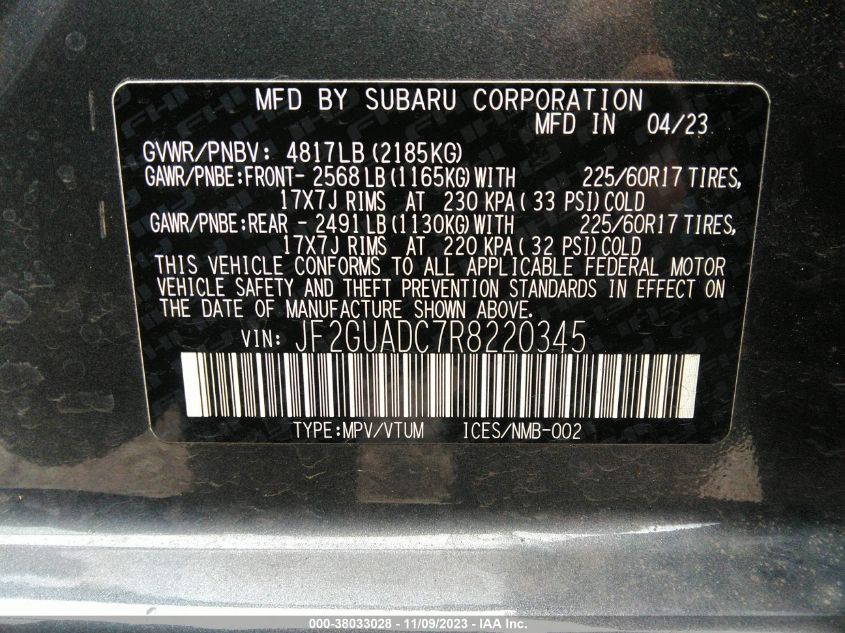 MFD BY SUBARU CORPORATION
MFD IN 04/23
GVWR/PNBV: 4817LB (2185KG)
GAWR/PNBE:FRONT- 2568LB (1165KG) WITH 225/60R17 TIRES,
17X7J RIMS AT 230 KPA ( 33 PSI) COLD
GAWR/PNBE:REAR - 2491LB (1130KG) WITH 225/60R17 TIRES,
17X7J RIMS AT 220 KPA ( 32 PSI) COLD
THIS VEHICLE CONFORMS TO ALL APPLICABLE FEDERAL MOTOR
VEHICLE SAFETY AND THEFT PREVENTION STANDARDS IN EFFECT ON
THE DATE OF MANUFACTURE SHOWN ABOVE.
VIN: JF2GUADC7R8220345
TYPE:MPV/VTUM ICES/NMB-002
000-38033028 - 11/09/2023 - IAA Inc.